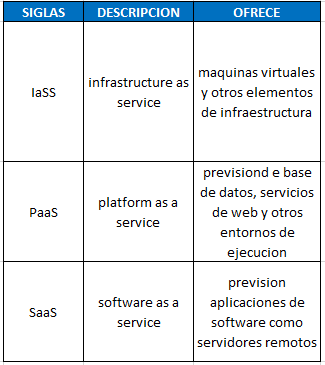 SIGLAS DESCRIPCION OFRECE
IaSS
infrastructure as
service
maquinas virtuales
y otros elementos
de infraestructura
PaaS
platform as a
service
previsiond e base
de datos, servicios
de web y otros
entornos de
ejecucion
SaaS
software as a
service
prevision
aplicaciones de
software como
servidores remotos